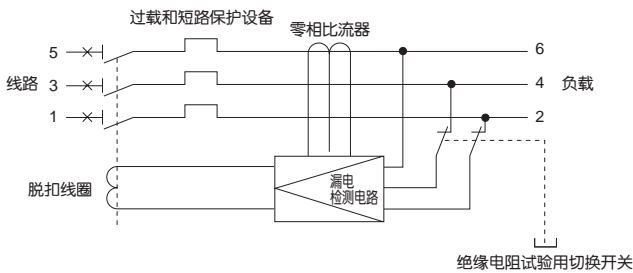 过载和短路保护设备
零相比流器
5
6
线路 3
4 负载
1
2
脱扣线圈
漏电
检测电路
绝缘电阻试验用切换开关